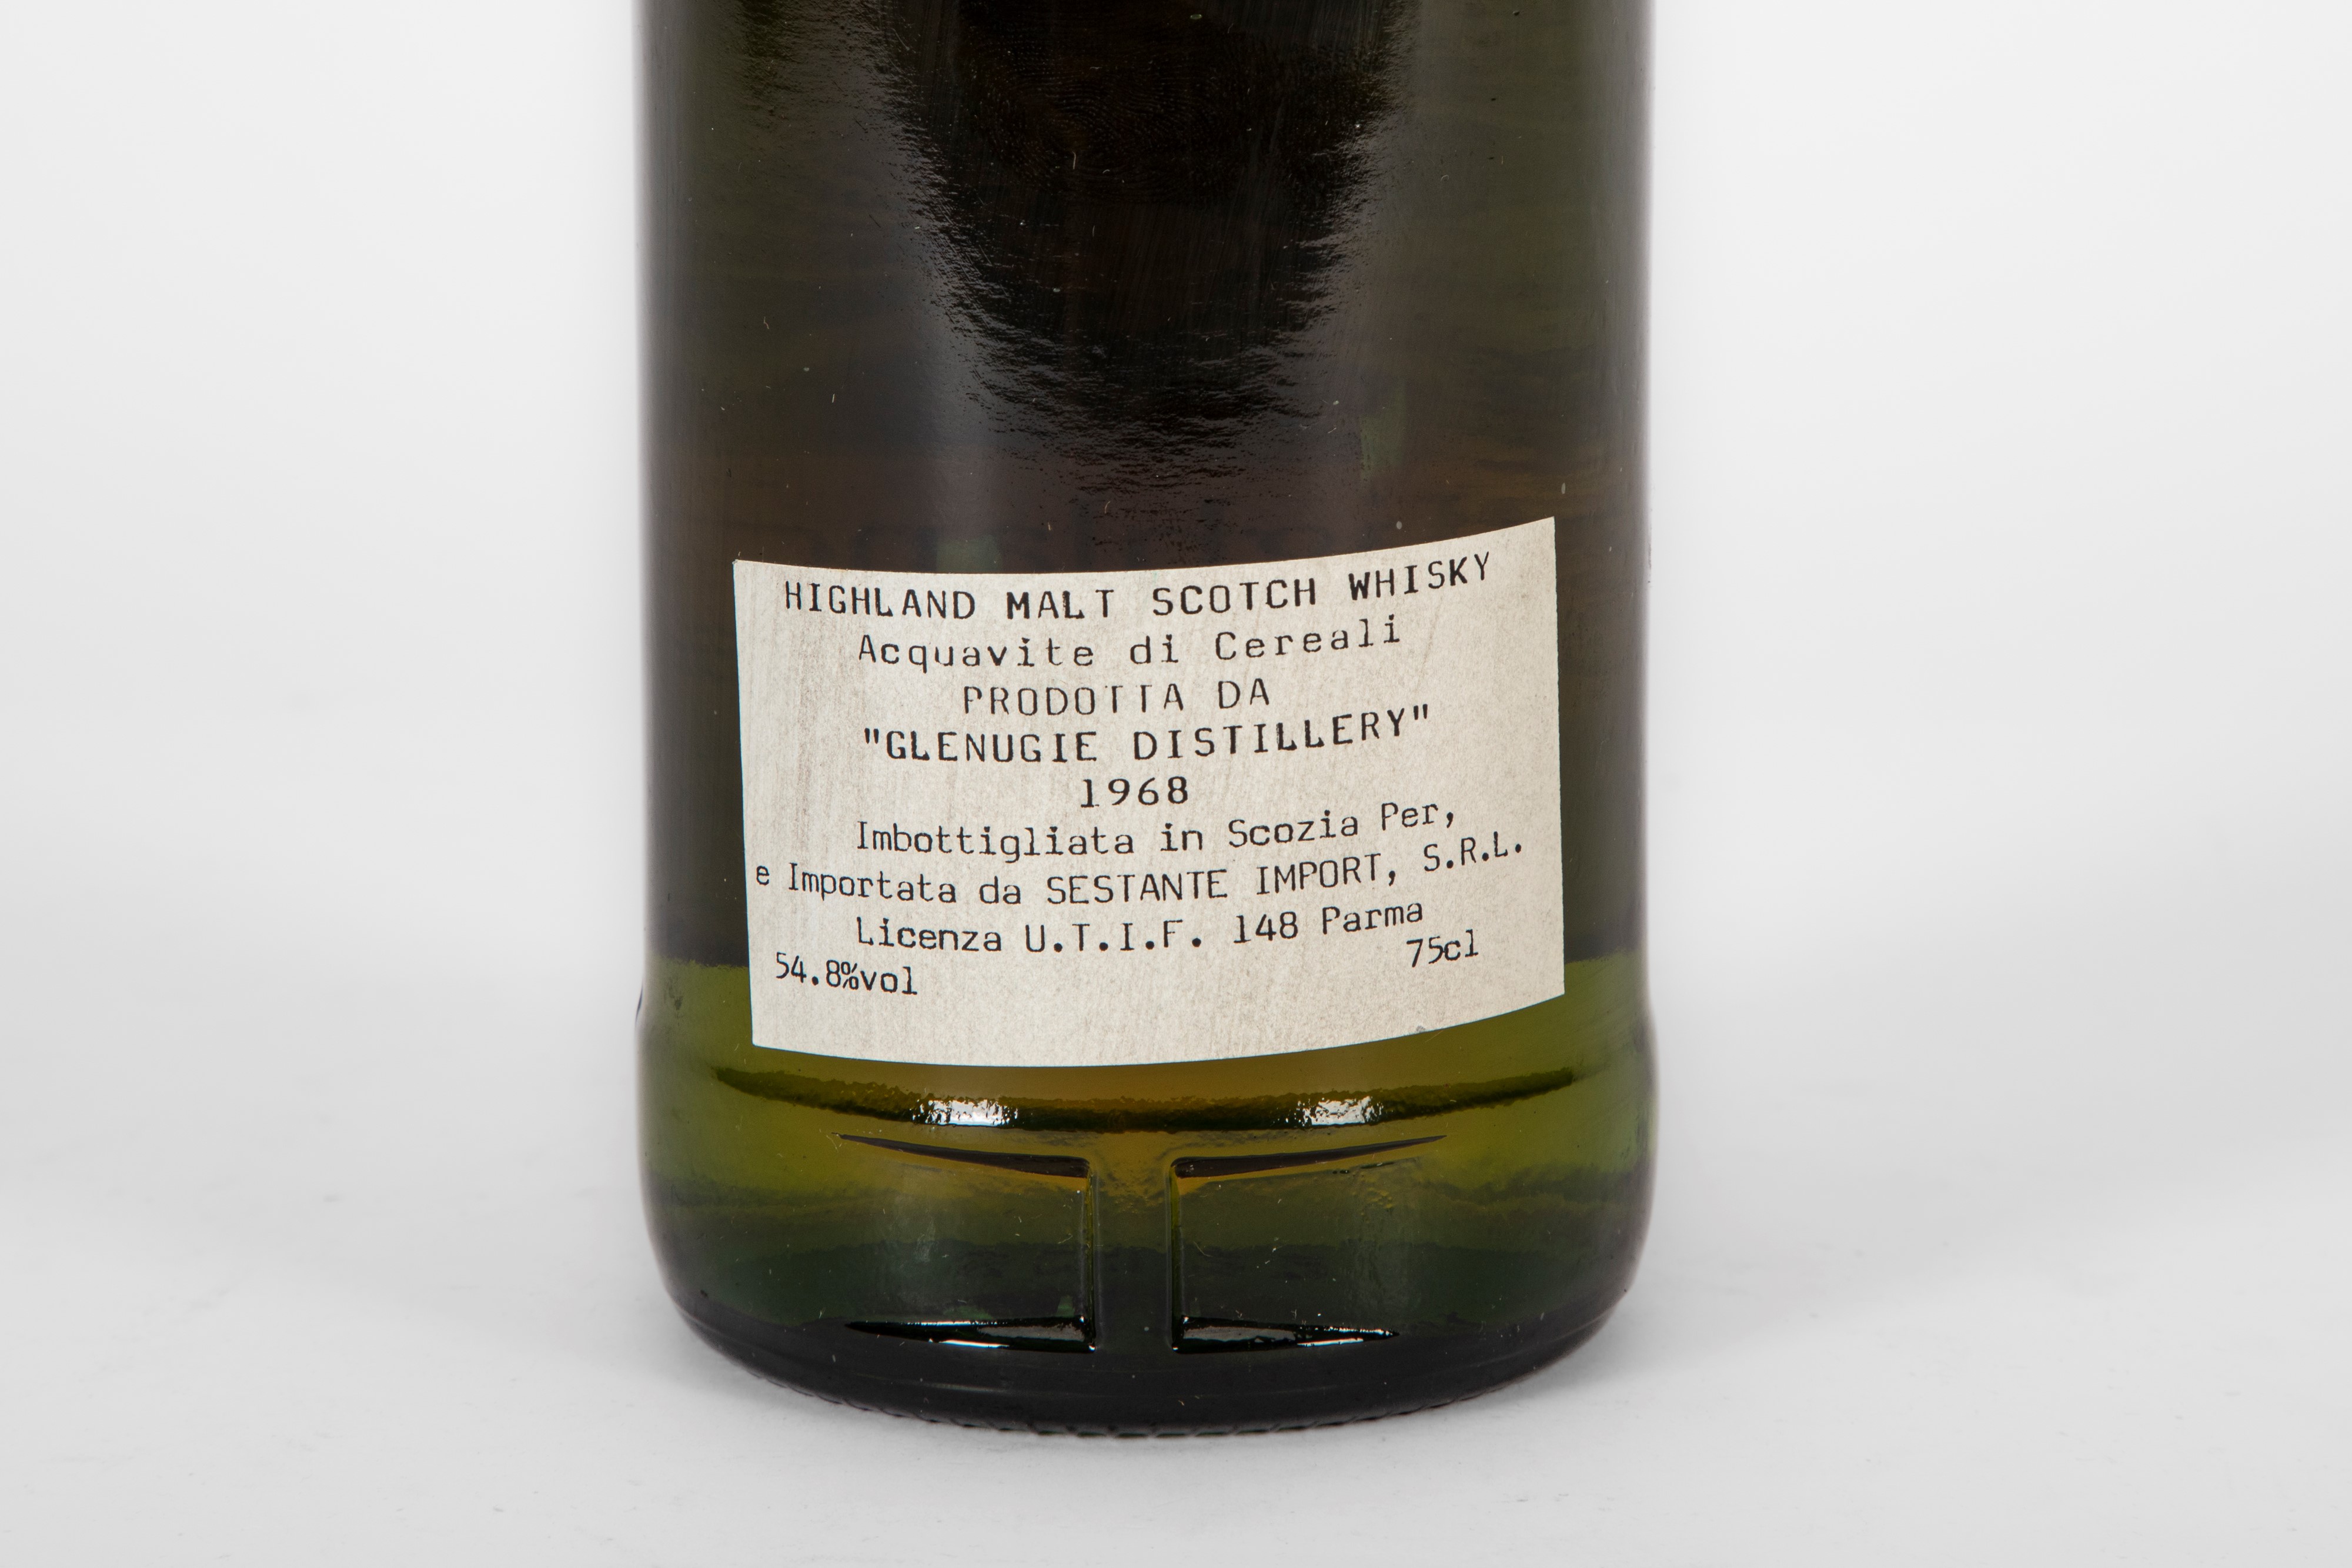 HIGHLAND MALT SCOTCH WHISKY
Acquavite di Cereali
PRODOTTA DA
"GLENUGIE DISTILLERY"
1968
Imbottigliata in Scozia Per,
e Importata da SESTANTE IMPORT, S.R.L.
Licenza U.T.I.F. 148 Parma
54.8%vol 75cl